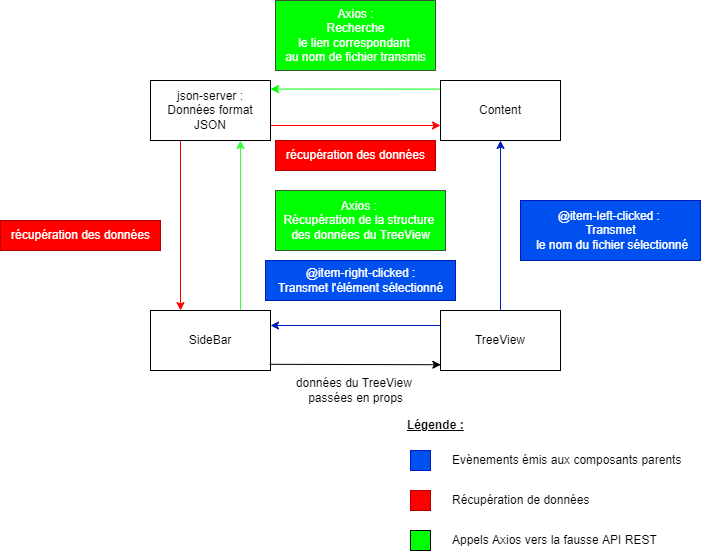 Axios :
Recherche
le lien correspondant
au nom de fichier transmis
json-server :
Données format
JSON
Content
récupération des données
Axios :
Récupération de la structure
des données du TreeView
récupération des données
@item-left-clicked :
Transmet
le nom du fichier sélectionné
@item-right-clicked :
Transmet l'élément sélectionné
SideBar
TreeView
données du TreeView
passées en props
Légende :
Evènements émis aux composants parents
Récupération de données
Appels Axios vers la fausse API REST